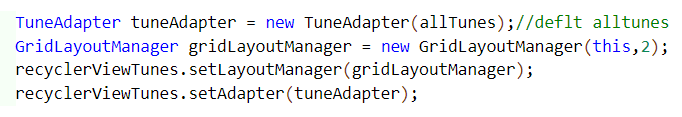 TuneAdapter tuneAdapter = new TuneAdapter(allTunes);//deflt alltunes
GridLayoutManager gridLayoutManager = new GridLayoutManager(this,2);
recyclerViewTunes.setLayoutManager(gridLayoutManager);
recyclerViewTunes.setAdapter(tuneAdapter);